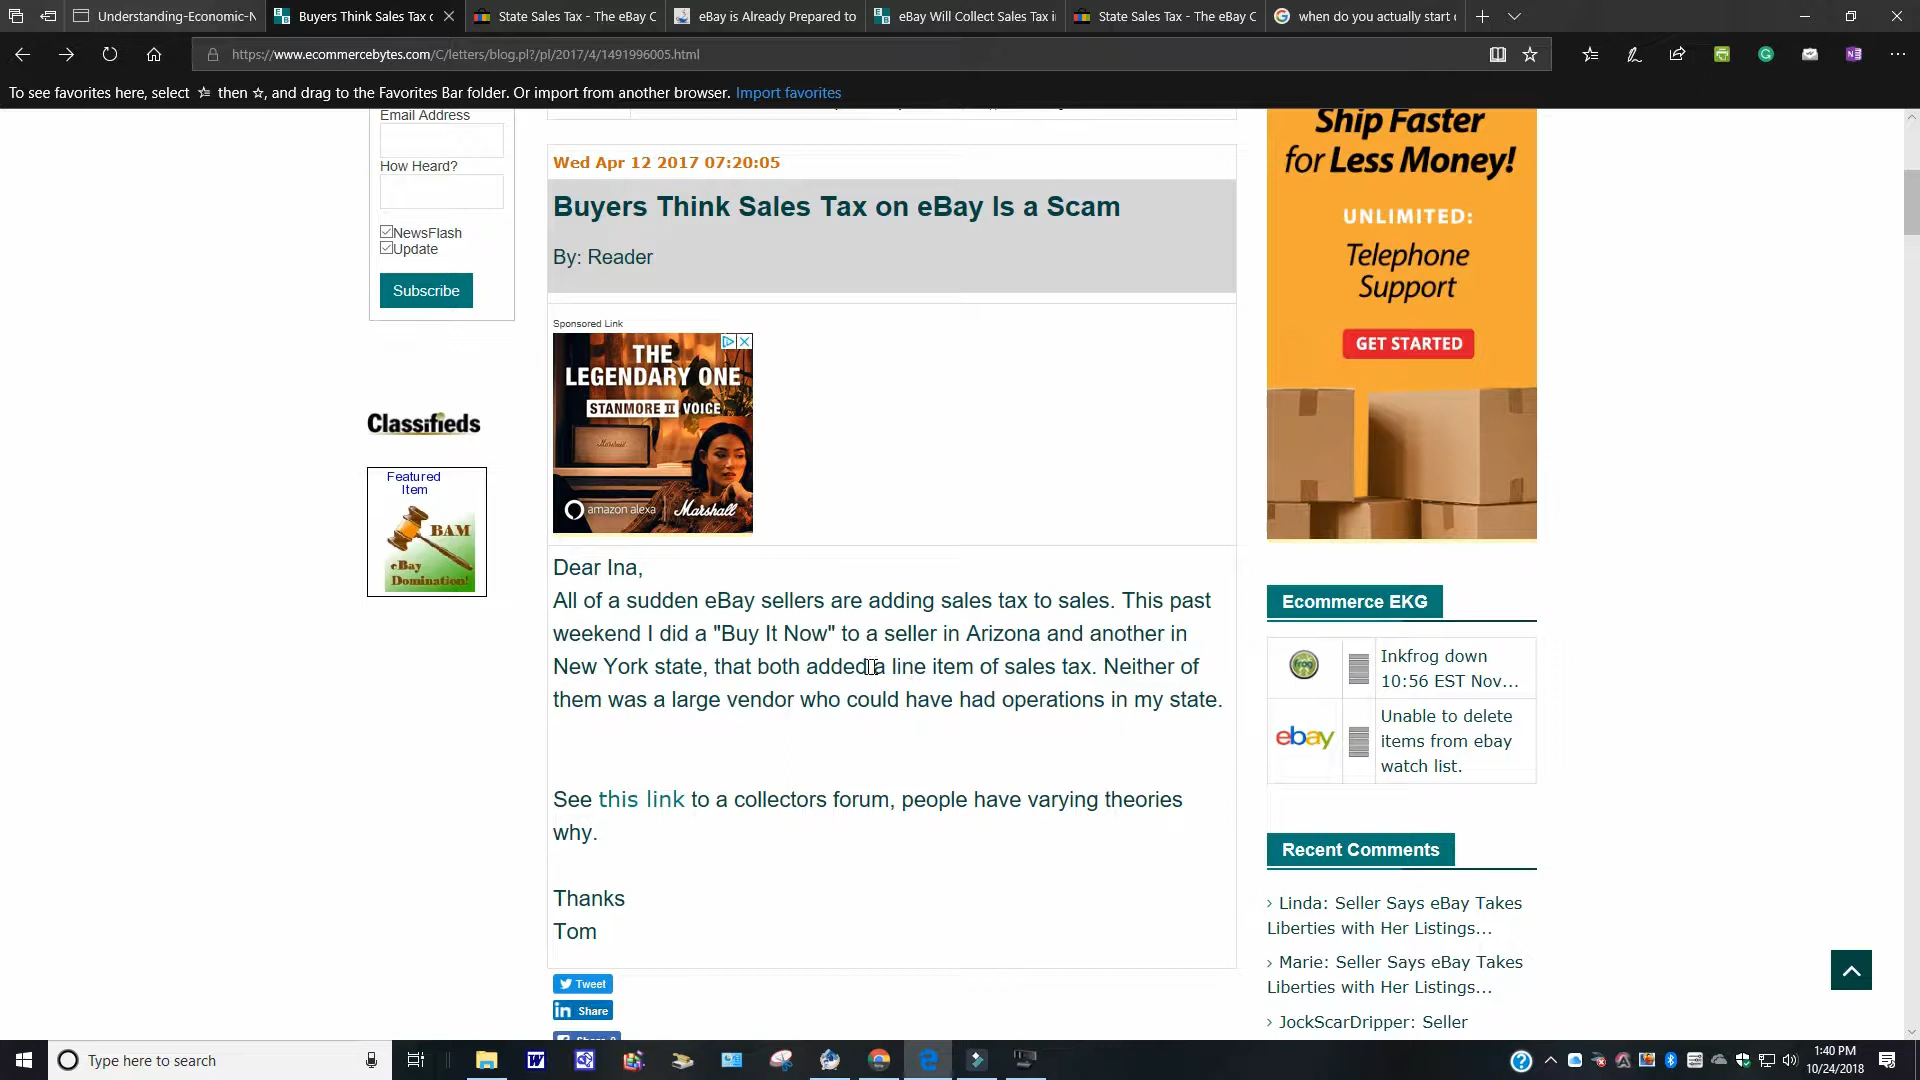 Understanding-Economic-N
Buyers Think Sales Tax o
State Sales Tax - The eBay C
eBay is Already Prepared to
eBay Will Collect Sales Tax i
State Sales Tax - The eBay C
when do you actually start c
https://www.ecommercebytes.com/C/letters/blog.pl?/pl/2017/4/1491996005.html
To see favorites here, select then ☆, and drag to the Favorites Bar folder. Or import from another browser. Import favorites
Email Address
How Heard?
NewsFlash
Update
Subscribe
Classifieds
Featured
Item
BAM
eBay
Domination!
Wed Apr 12 2017 07:20:05
Buyers Think Sales Tax on eBay Is a Scam
By: Reader
Sponsored Link
THE
LEGENDARY ONE
STANMORE II VOICE
Marshall
amazon alexa
Marshall
Dear Ina,
All of a sudden eBay sellers are adding sales tax to sales. This past
weekend I did a "Buy It Now" to a seller in Arizona and another in
New York state, that both added a line item of sales tax. Neither of
them was a large vendor who could have had operations in my state.
See this link to a collectors forum, people have varying theories
why.
Thanks
Tom
Tweet
in Share
Share 0
Ship Faster
for Less Money!
UNLIMITED:
Telephone
Support
GET STARTED
Ecommerce EKG
frog
Inkfrog down
10:56 EST Nov...
ebay
Unable to delete
items from ebay
watch list.
Recent Comments
› Linda: Seller Says eBay Takes
Liberties with Her Listings...
› Marie: Seller Says eBay Takes
Liberties with Her Listings...
› JockScarDripper: Seller
Type here to search
1:40 PM
10/24/2018